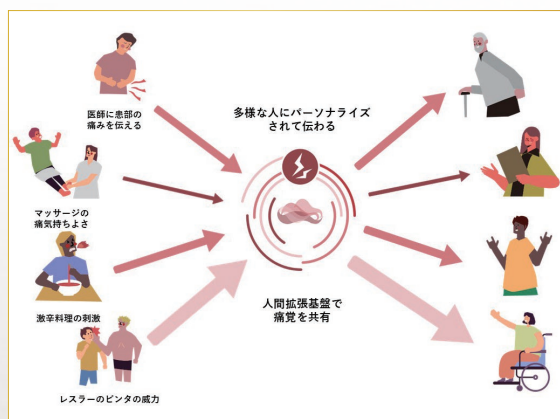 医師に患部の
痛みを伝える
多様な人にパーソナライズ
されて伝わる
マッサージの
痛気持ちよさ
激辛料理の刺激
人間拡張基盤で
痛覚を共有
レスラーのビンタの威力